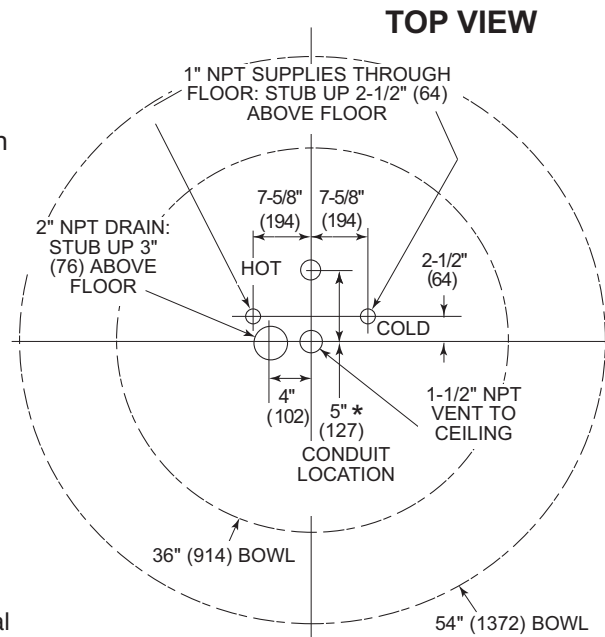 TOP VIEW
1" NPT SUPPLIES THROUGH
FLOOR: STUB UP 2-1/2" (64)
ABOVE FLOOR
n
7-5/8"
(194)
7-5/8"
(194)
2" NPT DRAIN:
STUB UP 3"
(76) ABOVE
FLOOR
HOT
2-1/2"
(64)
COLD
4"
(102)
5" *
(127)
CONDUIT
LOCATION
1-1/2" NPT
VENT TO
CEILING
36" (914) BOWL
al
54" (1372) BOWL